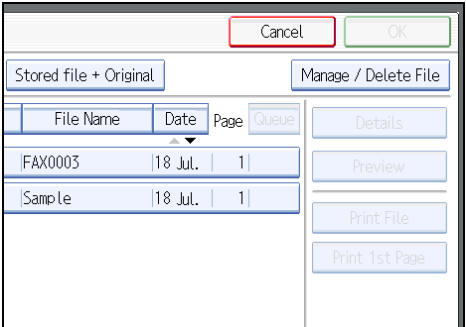 Cancel OK
Stored file + Original Manage / Delete File
File Name Date Page Queue Details
FAX0003 18 Jul. 1 Preview
Sample 18 Jul. 1 Print File
Print 1st Page